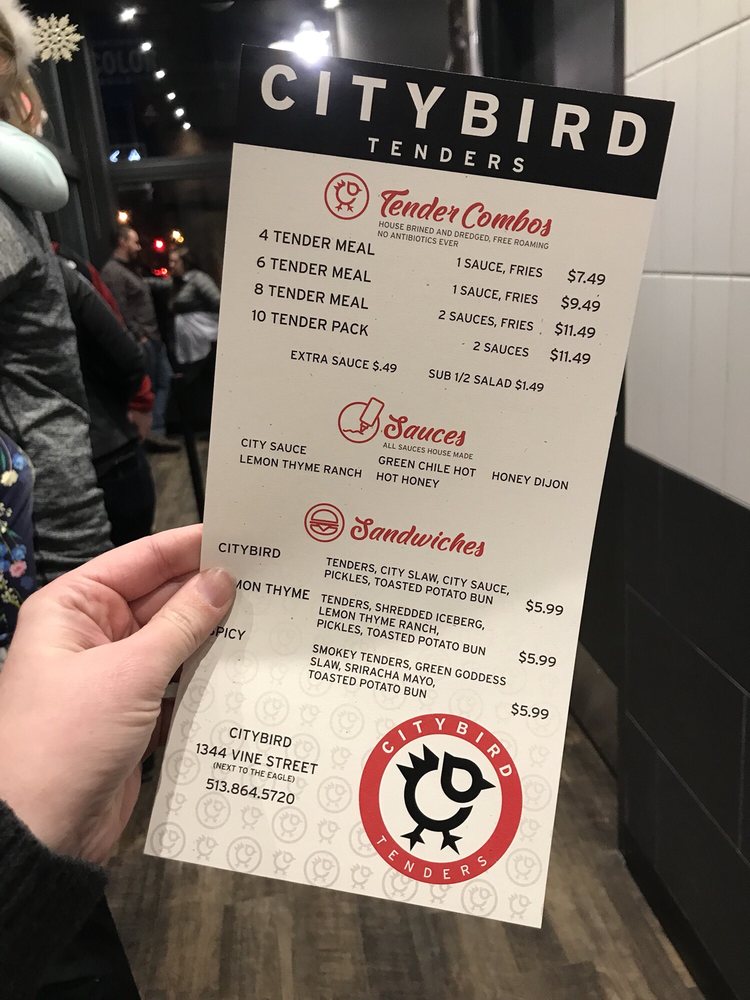 CITYBIRD
TENDERS
Tender Combos
HOUSE BRINED AND DREDGED, FREE ROAMING
NO ANTIBIOTICS EVER
4 TENDER MEAL 1 SAUCE, FRIES $7.49
6 TENDER MEAL 1 SAUCE, FRIES $9.49
8 TENDER MEAL 2 SAUCES, FRIES $11.49
10 TENDER PACK 2 SAUCES $11.49
EXTRA SAUCE $.49 SUB 1/2 SALAD $1.49
Sauces
ALL SAUCES HOUSE MADE
CITY SAUCE GREEN CHILE HOT HONEY DIJON
LEMON THYME RANCH HOT HONEY
Sandwiches
CITYBIRD TENDERS, CITY SLAW, CITY SAUCE,
PICKLES, TOASTED POTATO BUN $5.99
MON THYME TENDERS, SHREDDED ICEBERG,
LEMON THYME RANCH,
PICKLES, TOASTED POTATO BUN $5.99
SPICY SMOKEY TENDERS, GREEN GODDESS
SLAW, SRIRACHA MAYO,
TOASTED POTATO BUN $5.99
CITYBIRD
1344 VINE STREET
(NEXT TO THE EAGLE)
513.864.5720
CITYBIRD
TENDERS